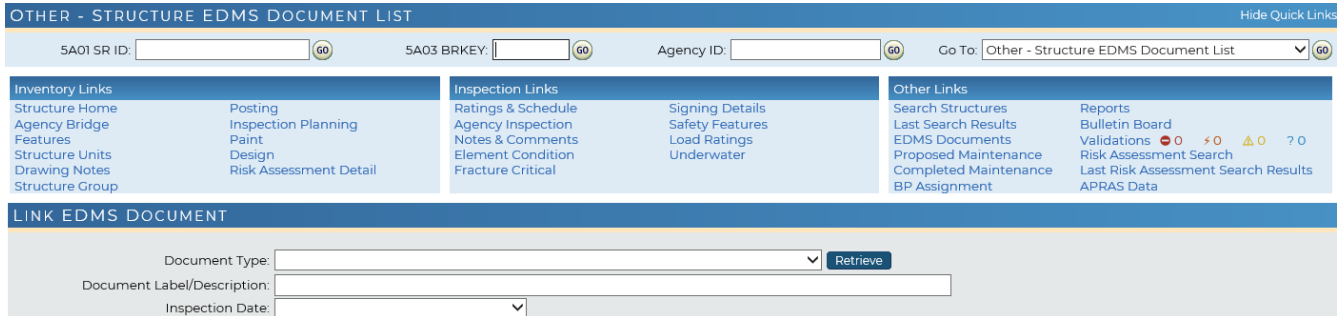 OTHER - STRUCTURE EDMS DOCUMENT LIST Hide Quick Links
5A01 SR ID: GO 5A03 BRKEY: GO Agency ID: GO Go To: Other - Structure EDMS Document List GO
Inventory Links
Structure Home Posting
Agency Bridge Inspection Planning
Features Paint
Structure Units Design
Drawing Notes Risk Assessment Detail
Structure Group
Inspection Links
Ratings & Schedule Signing Details
Agency Inspection Safety Features
Notes & Comments Load Ratings
Element Condition Underwater
Fracture Critical
Other Links
Search Structures Reports
Last Search Results Bulletin Board
EDMS Documents Validations 0 0 0 ? 0
Proposed Maintenance Risk Assessment Search
Completed Maintenance Last Risk Assessment Search Results
BP Assignment APRAS Data
LINK EDMS DOCUMENT
Document Type: Retrieve
Document Label/Description:
Inspection Date: